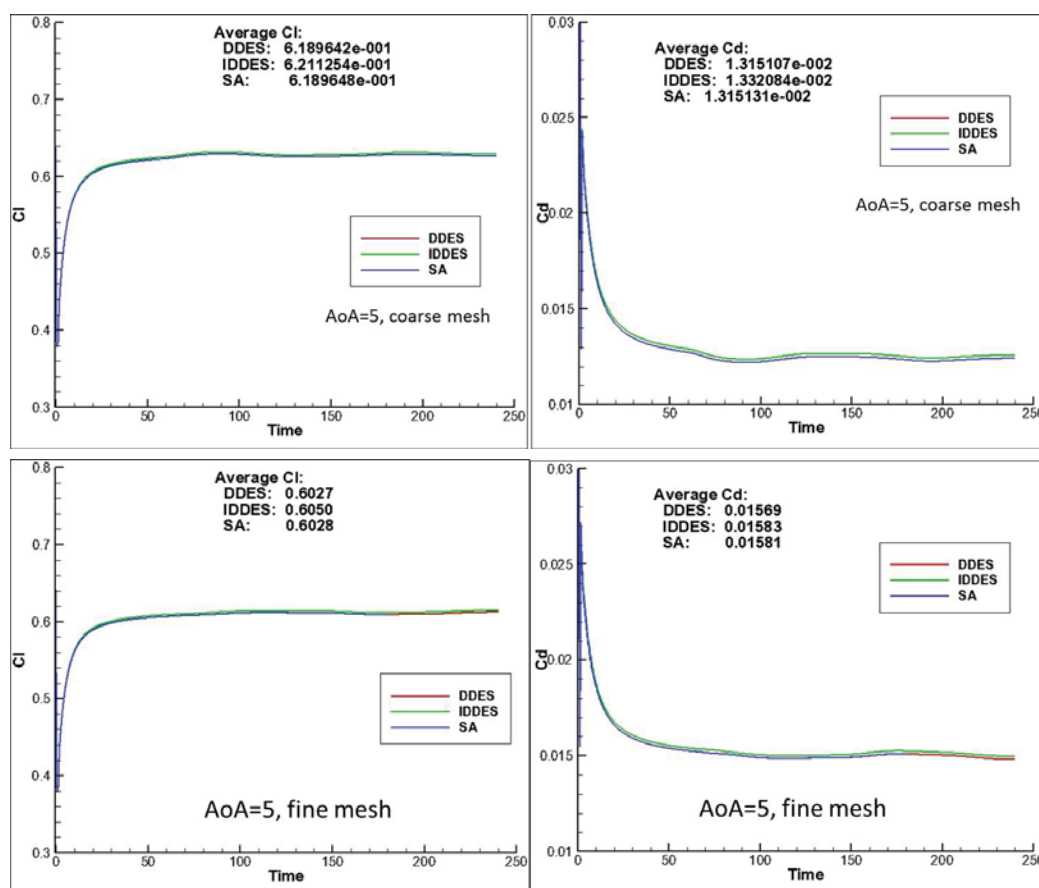 0.8
0.7
0.6
0.5
0.4
0.3
Cl
Average Cl:
DDES: 6.189642e-001
IDDES: 6.211254e-001
SA: 6.189648e-001
DDES
IDDES
SA
AoA=5, coarse mesh
0 50 100 150 200 250
Time
0.03
0.025
0.02
0.015
0.01
Cd
Average Cd:
DDES: 1.315107e-002
IDDES: 1.332084e-002
SA: 1.315131e-002
DDES
IDDES
SA
AoA=5, coarse mesh
0 50 100 150 200 250
Time
0.8
0.7
0.6
0.5
0.4
0.3
Cl
Average Cl:
DDES: 0.6027
IDDES: 0.6050
SA: 0.6028
DDES
IDDES
SA
AoA=5, fine mesh
0 50 100 150 200 250
Time
0.03
0.025
0.02
0.015
0.01
Cd
Average Cd:
DDES: 0.01569
IDDES: 0.01583
SA: 0.01581
DDES
IDDES
SA
AoA=5, fine mesh
0 50 100 150 200 250
Time